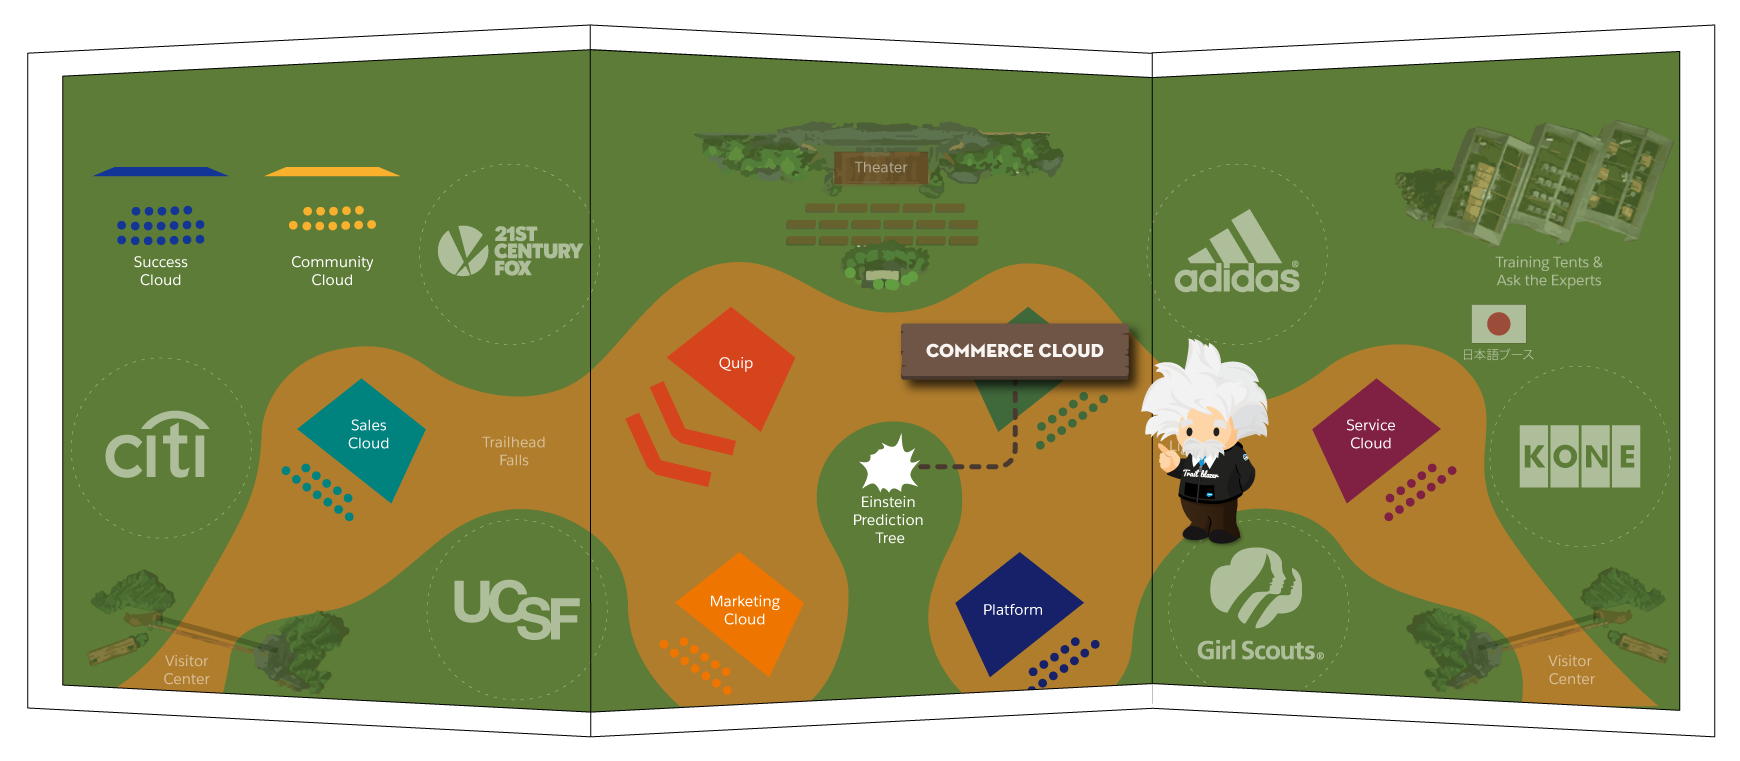 Success
Cloud
Community
Cloud
21ST
CENTURY
FOX
Theater
adidas®
Training Tents &
Ask the Experts
日本語ブース
Quip
COMMERCE CLOUD
citi
Sales
Cloud
Trailhead
Falls
Einstein
Prediction
Tree
Trail blazer
Service
Cloud
KONE
UCSF
Marketing
Cloud
Platform
Girl Scouts®
Visitor
Center
Visitor
Center